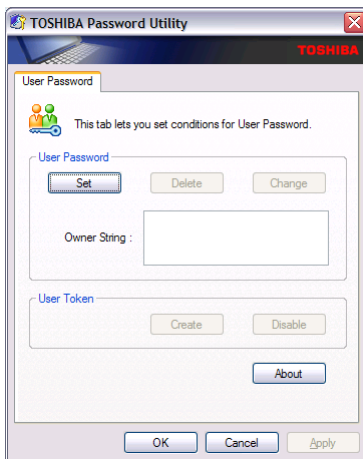 TOSHIBA Password Utility
TOSHIBA
User Password
This tab lets you set conditions for User Password.
User Password
Set Delete Change
Owner String :
User Token
Create Disable
About
OK Cancel Apply